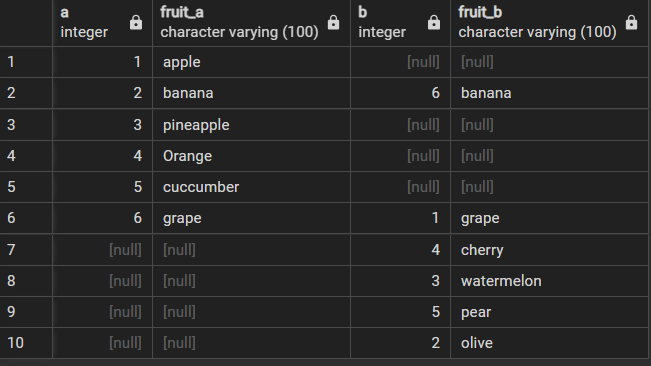 a fruit_a b fruit_b
integer character varying (100) integer character varying (100)
1 1 apple [null] [null]
2 2 banana 6 banana
3 3 pineapple [null] [null]
4 4 Orange [null] [null]
5 5 cuccumber [null] [null]
6 6 grape 1 grape
7 [null] [null] 4 cherry
8 [null] [null] 3 watermelon
9 [null] [null] 5 pear
10 [null] [null] 2 olive